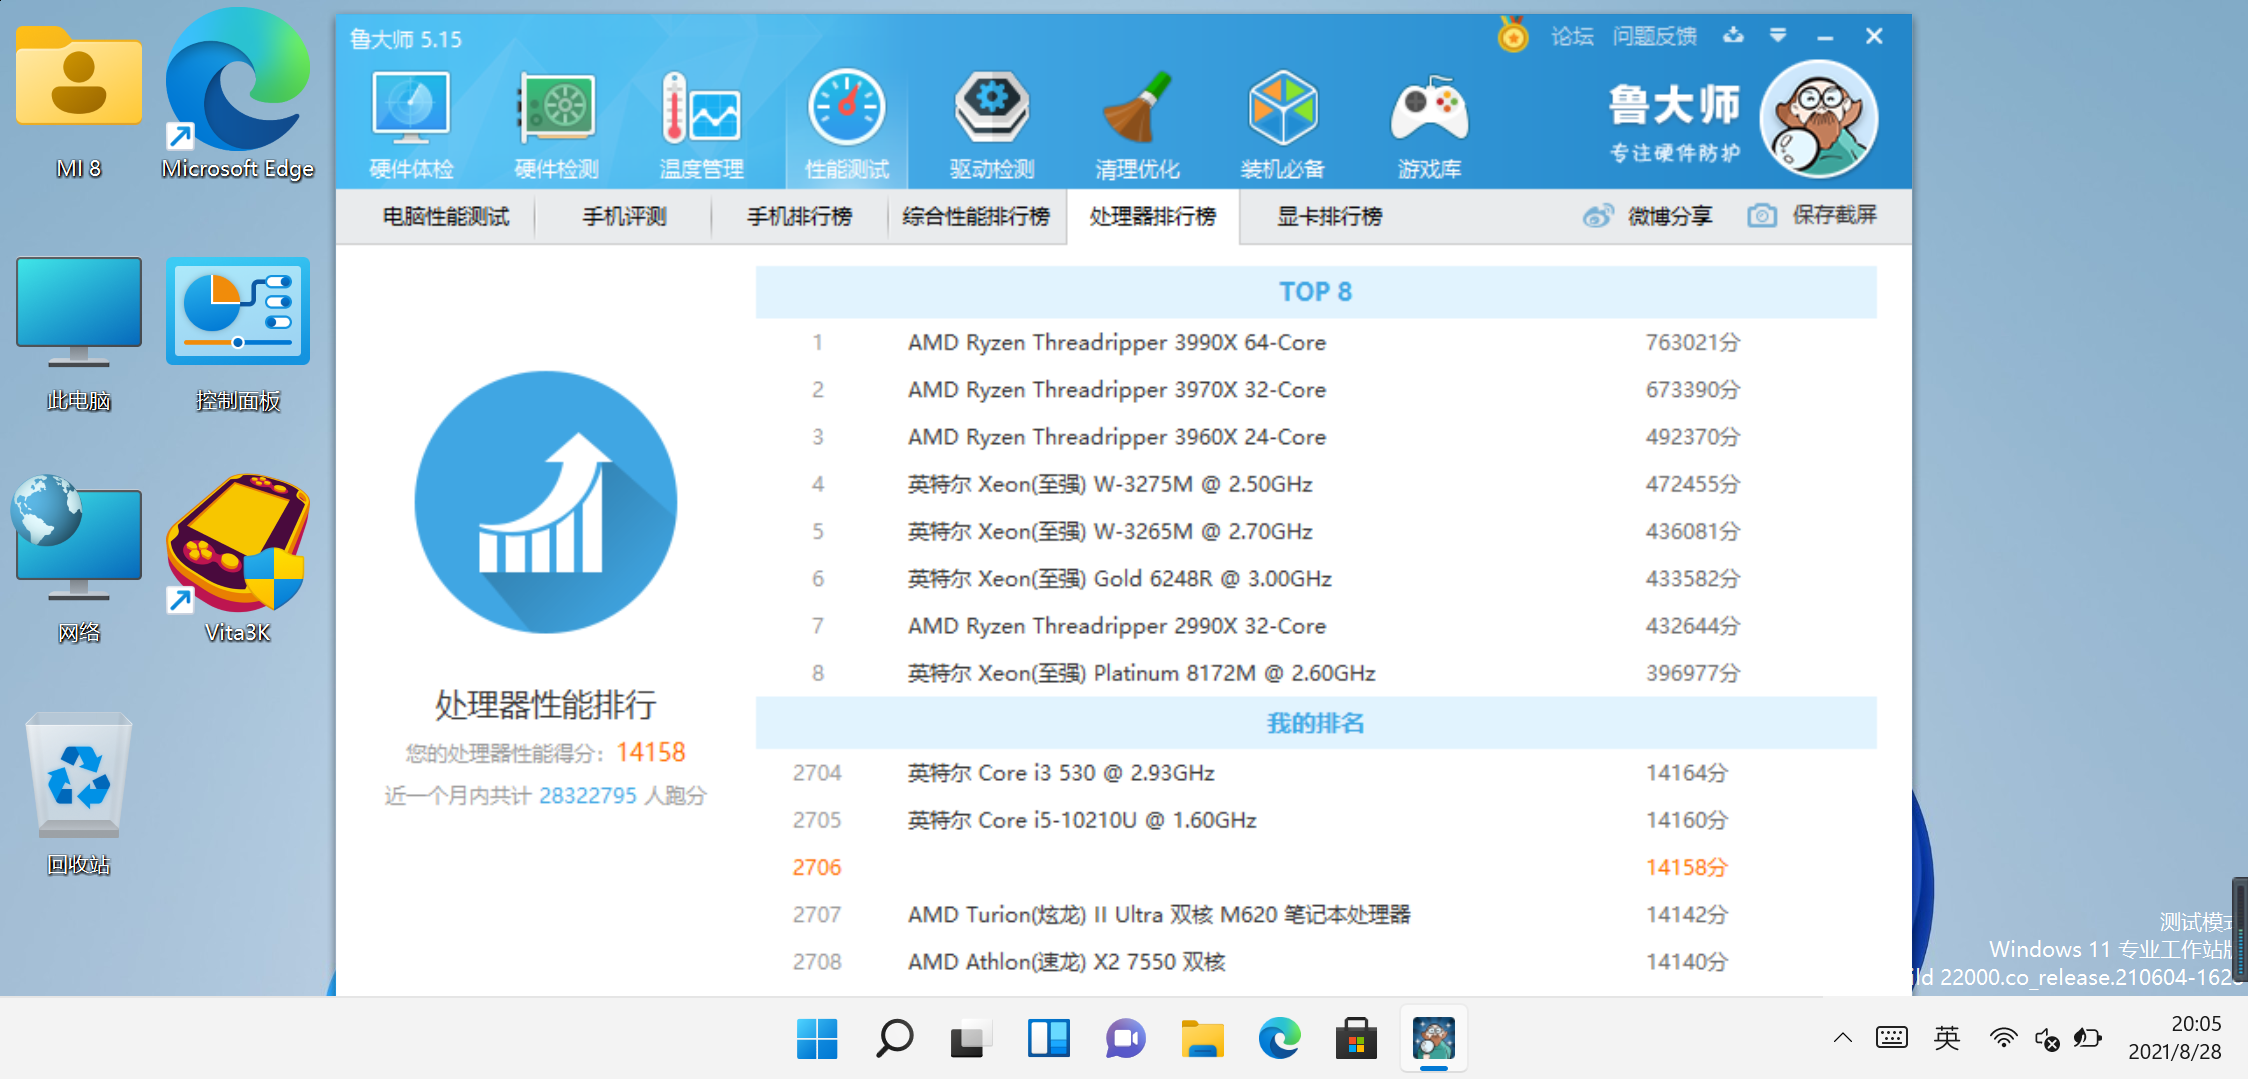 MI 8
Microsoft Edge
此电脑
控制面板
网络
Vita3K
回收站
鲁大师 5.15
论坛 问题反馈
硬件体检 硬件检测 温度管理 性能测试 驱动检测 清理优化 装机必备 游戏库
鲁大师
专注硬件防护
电脑性能测试 手机评测 手机排行榜 综合性能排行榜 处理器排行榜 显卡排行榜 微博分享 保存截屏
处理器性能排行
您的处理器性能得分：14158
近一个月内共计 28322795 人跑分
TOP 8
1 AMD Ryzen Threadripper 3990X 64-Core 763021分
2 AMD Ryzen Threadripper 3970X 32-Core 673390分
3 AMD Ryzen Threadripper 3960X 24-Core 492370分
4 英特尔 Xeon(至强) W-3275M @ 2.50GHz 472455分
5 英特尔 Xeon(至强) W-3265M @ 2.70GHz 436081分
6 英特尔 Xeon(至强) Gold 6248R @ 3.00GHz 433582分
7 AMD Ryzen Threadripper 2990X 32-Core 432644分
8 英特尔 Xeon(至强) Platinum 8172M @ 2.60GHz 396977分
我的排名
2704 英特尔 Core i3 530 @ 2.93GHz 14164分
2705 英特尔 Core i5-10210U @ 1.60GHz 14160分
2706 14158分
2707 AMD Turion(炫龙) II Ultra 双核 M620 笔记本处理器 14142分
2708 AMD Athlon(速龙) X2 7550 双核 14140分
测试模式
Windows 11 专业工作站版
ild 22000.co_release.210604-162
英
20:05
2021/8/28